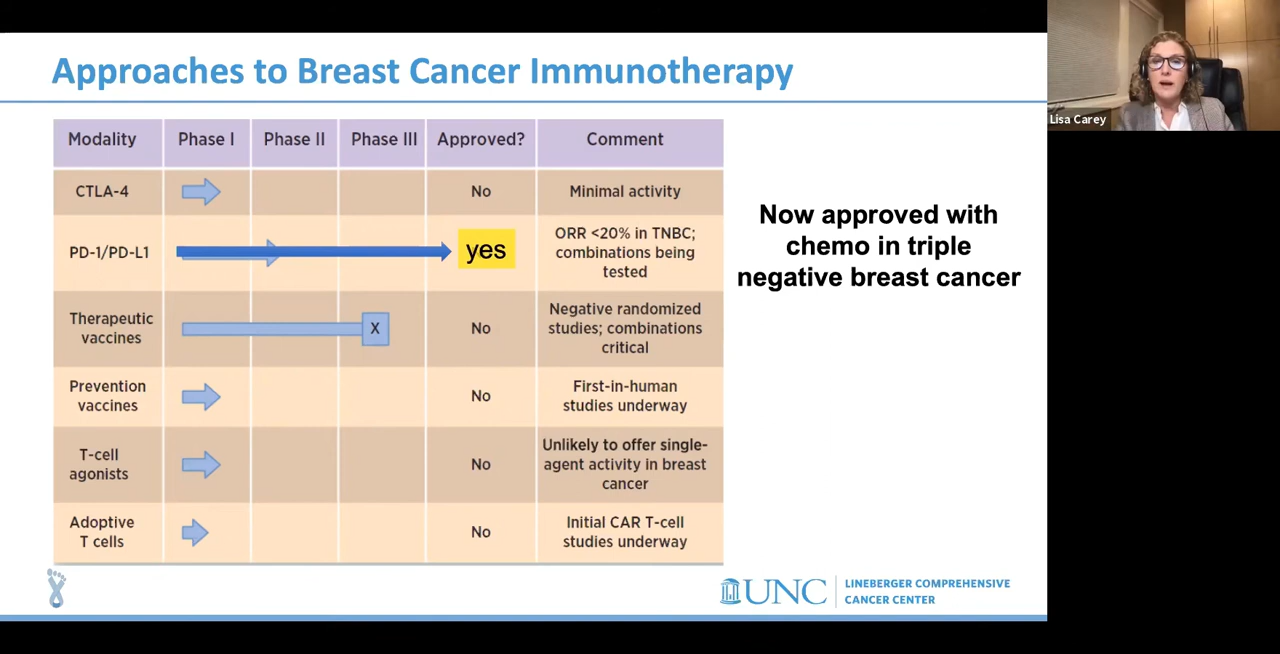 Approaches to Breast Cancer Immunotherapy
Lisa Carey
Modality Phase I Phase II Phase III Approved? Comment
CTLA-4 No Minimal activity
PD-1/PD-L1 yes ORR <20% in TNBC;
combinations being
tested
Therapeutic
vaccines
X
No
Negative randomized
studies; combinations
critical
Prevention
vaccines
No
First-in-human
studies underway
T-cell
agonists
No
Unlikely to offer single-
agent activity in breast
cancer
Adoptive
T cells
No
Initial CAR T-cell
studies underway
Now approved with
chemo in triple
negative breast cancer
UNC
LINEBERGER COMPREHENSIVE
CANCER CENTER